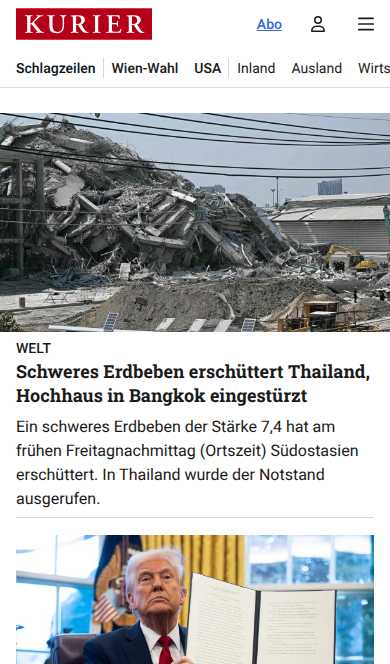 KURIER
Abo
Schlagzeilen Wien-Wahl USA Inland Ausland Wirts
WELT
Schweres Erdbeben erschüttert Thailand,
Hochhaus in Bangkok eingestürzt
Ein schweres Erdbeben der Stärke 7,4 hat am
frühen Freitagnachmittag (Ortszeit) Südostasien
erschüttert. In Thailand wurde der Notstand
ausgerufen.